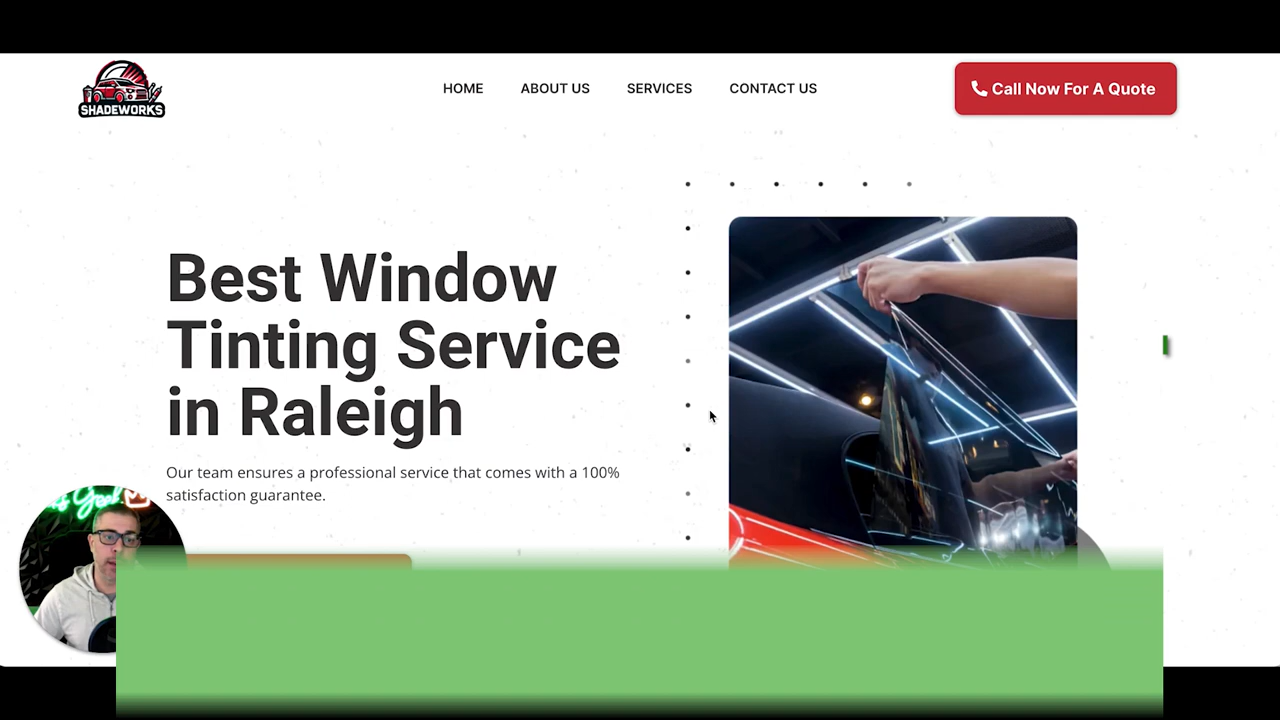 SHADEWORKS
HOME
ABOUT US
SERVICES
CONTACT US
Call Now For A Quote
Best Window
Tinting Service
in Raleigh
Our team ensures a professional service that comes with a 100%
satisfaction guarantee.